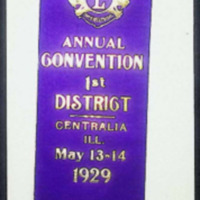 L
ANNUAL
CONVENTION
1st
DISTRICT
CENTRALIA
ILL.
May 13-14
1929